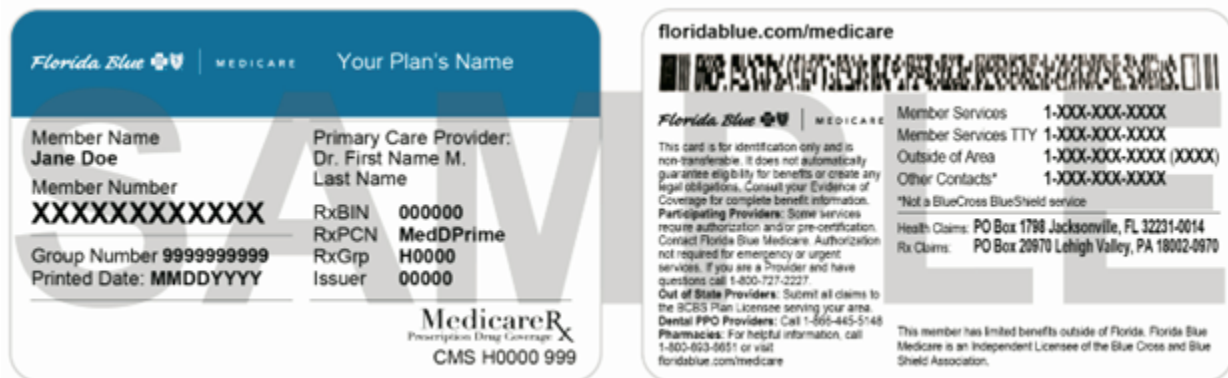 Florida Blue MEDICARE Your Plan's Name
Member Name
Jane Doe
Member Number
XXXXXXXXXXXX
Group Number 9999999999
Printed Date: MMDDYYYY
Primary Care Provider:
Dr. First Name M.
Last Name
RxBIN 000000
RxPCN MedDPrime
RxGrp H0000
Issuer 00000
MedicareRx
Prescription Drug Coverage
CMS H0000 999
SAMPLE
floridablue.com/medicare
Florida Blue MEDICARE
This card is for identification only and is
non-transferable. It does not automatically
guarantee eligibility for benefits or create any
legal obligations. Consult your Evidence of
Coverage for complete benefit information.
Participating Providers: Some services
require authorization and/or pre-certification.
Contact Florida Blue Medicare. Authorization
not required for emergency or urgent
services. If you are a Provider and have
questions call 1-800-727-2227.
Out of State Providers: Submit all claims to
the BCBS Plan Licensee serving your area.
Dental PPO Providers: Call 1-866-445-5148
Pharmacies: For helpful information, call
1-800-693-6651 or visit
floridablue.com/medicare
Member Services 1-XXX-XXX-XXXX
Member Services TTY 1-XXX-XXX-XXXX
Outside of Area 1-XXX-XXX-XXXX (XXXX)
Other Contacts* 1-XXX-XXX-XXXX
*Not a BlueCross BlueShield service
Health Claims: PO Box 1798 Jacksonville, FL 32231-0014
Rx Claims: PO Box 20970 Lehigh Valley, PA 18002-0970
This member has limited benefits outside of Florida. Florida Blue
Medicare is an Independent Licensee of the Blue Cross and Blue
Shield Association.